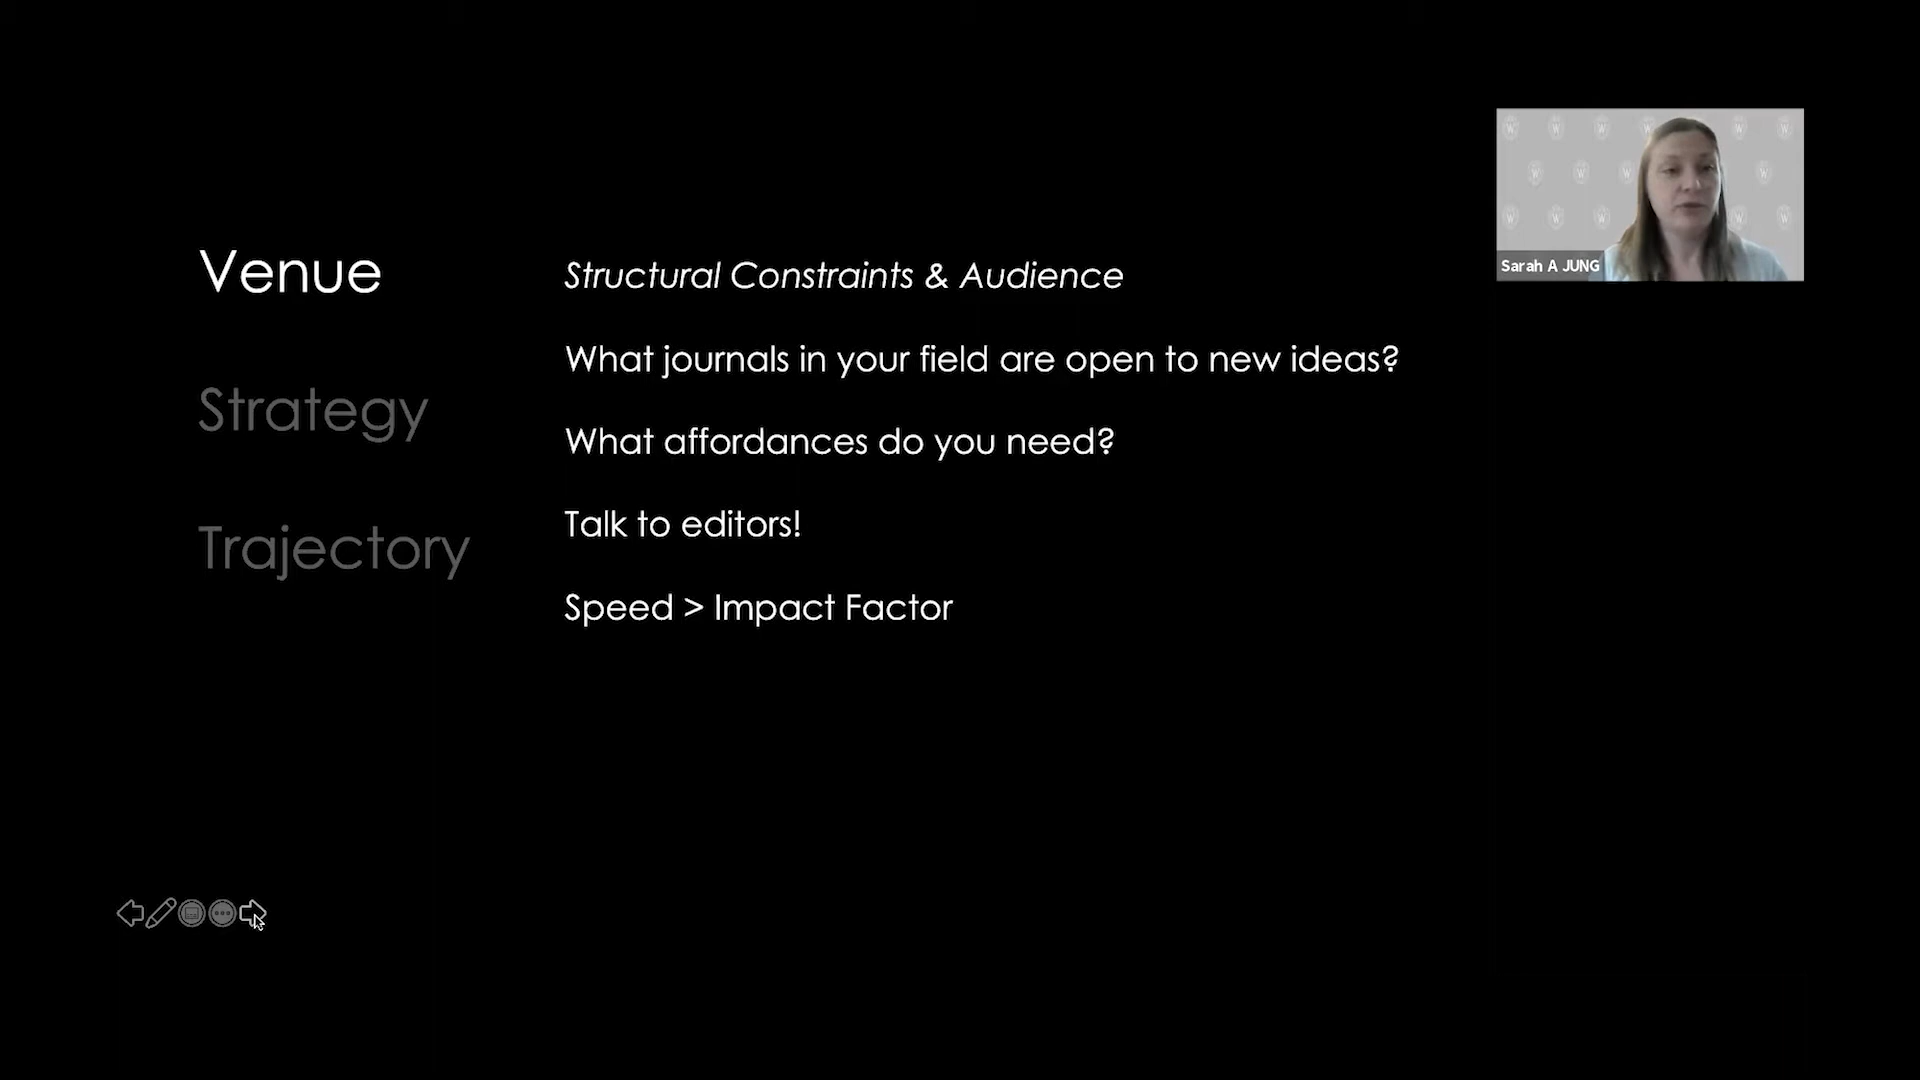 Venue
Structural Constraints & Audience
What journals in your field are open to new ideas?
Strategy
What affordances do you need?
Talk to editors!
Trajectory
Speed > Impact Factor
Sarah A JUNG
W